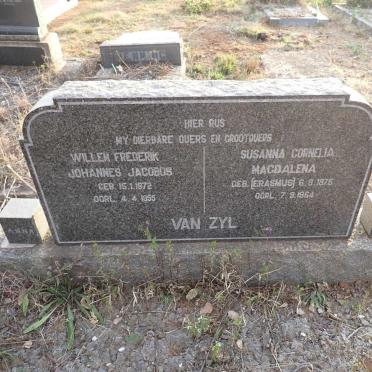 HIER RUS
MY DIERBARE OUERS EN GROOTOUERS
WILLEM FREDERIK
JOHANNES JACOBUS
GEB. 15.1.1872
OORL. 4.4.1955
SUSANNA CORNELIA
MAGDALENA
GEB. (ERASMUS) 6.9.1875
OORL. 7.9.1964
VAN ZYL